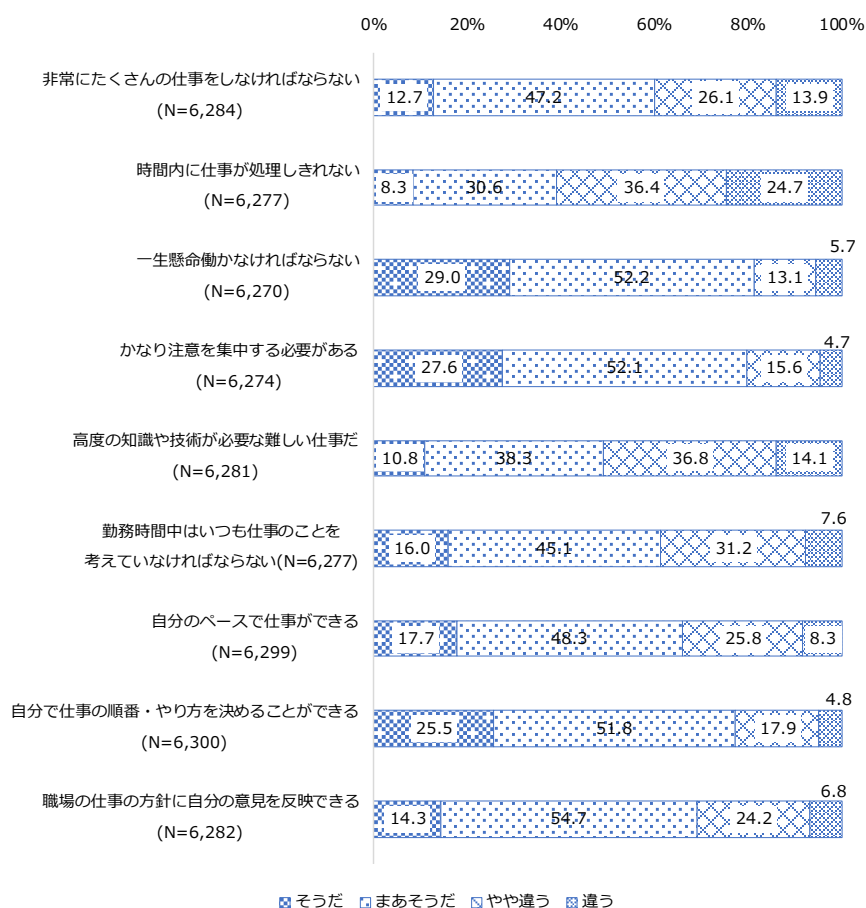 0% 20% 40% 60% 80% 100%
非常にたくさんの仕事をしなければならない
(N=6,284)
12.7 47.2 26.1 13.9
時間内に仕事が処理しきれない
(N=6,277)
8.3 30.6 36.4 24.7
一生懸命働かなければならない
(N=6,270)
29.0 52.2 13.1 5.7
かなり注意を集中する必要がある
(N=6,274)
27.6 52.1 15.6 4.7
高度の知識や技術が必要な難しい仕事だ
(N=6,281)
10.8 38.3 36.8 14.1
勤務時間中はいつも仕事のことを
考えていなければならない(N=6,277)
16.0 45.1 31.2 7.6
自分のペースで仕事ができる
(N=6,299)
17.7 48.3 25.8 8.3
自分で仕事の順番・やり方を決めることができる
(N=6,300)
25.5 51.8 17.9 4.8
職場の仕事の方針に自分の意見を反映できる
(N=6,282)
14.3 54.7 24.2 6.8
そうだ まあそうだ やや違う 違う